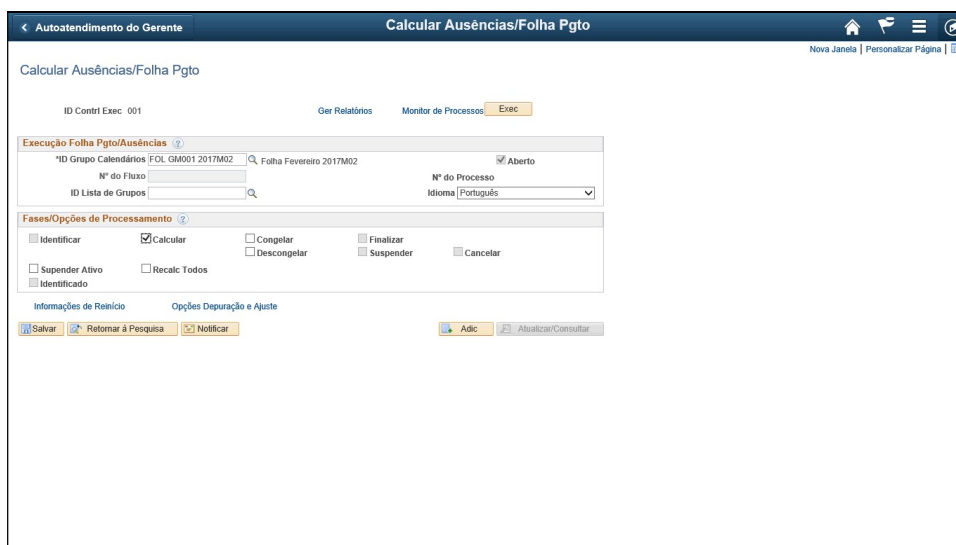 Autoatendimento do Gerente
Calcular Ausências/Folha Pgto
Nova Janela | Personalizar Página |
Calcular Ausências/Folha Pgto
ID Contrl Exec 001 Ger Relatórios Monitor de Processos Exec
Execução Folha Pgto/Ausências
*ID Grupo Calendários FOL GM001 2017M02 Folha Fevereiro 2017M02 Aberto
Nº do Fluxo Nº do Processo
ID Lista de Grupos Idioma Português
Fases/Opções de Processamento
Identificar Calcular Congelar Finalizar
Descongelar Suspender Cancelar
Supender Ativo Recalc Todos
Identificado
Informações de Reinício Opções Depuração e Ajuste
Salvar Retornar à Pesquisa Notificar Adic Atualizar/Consultar